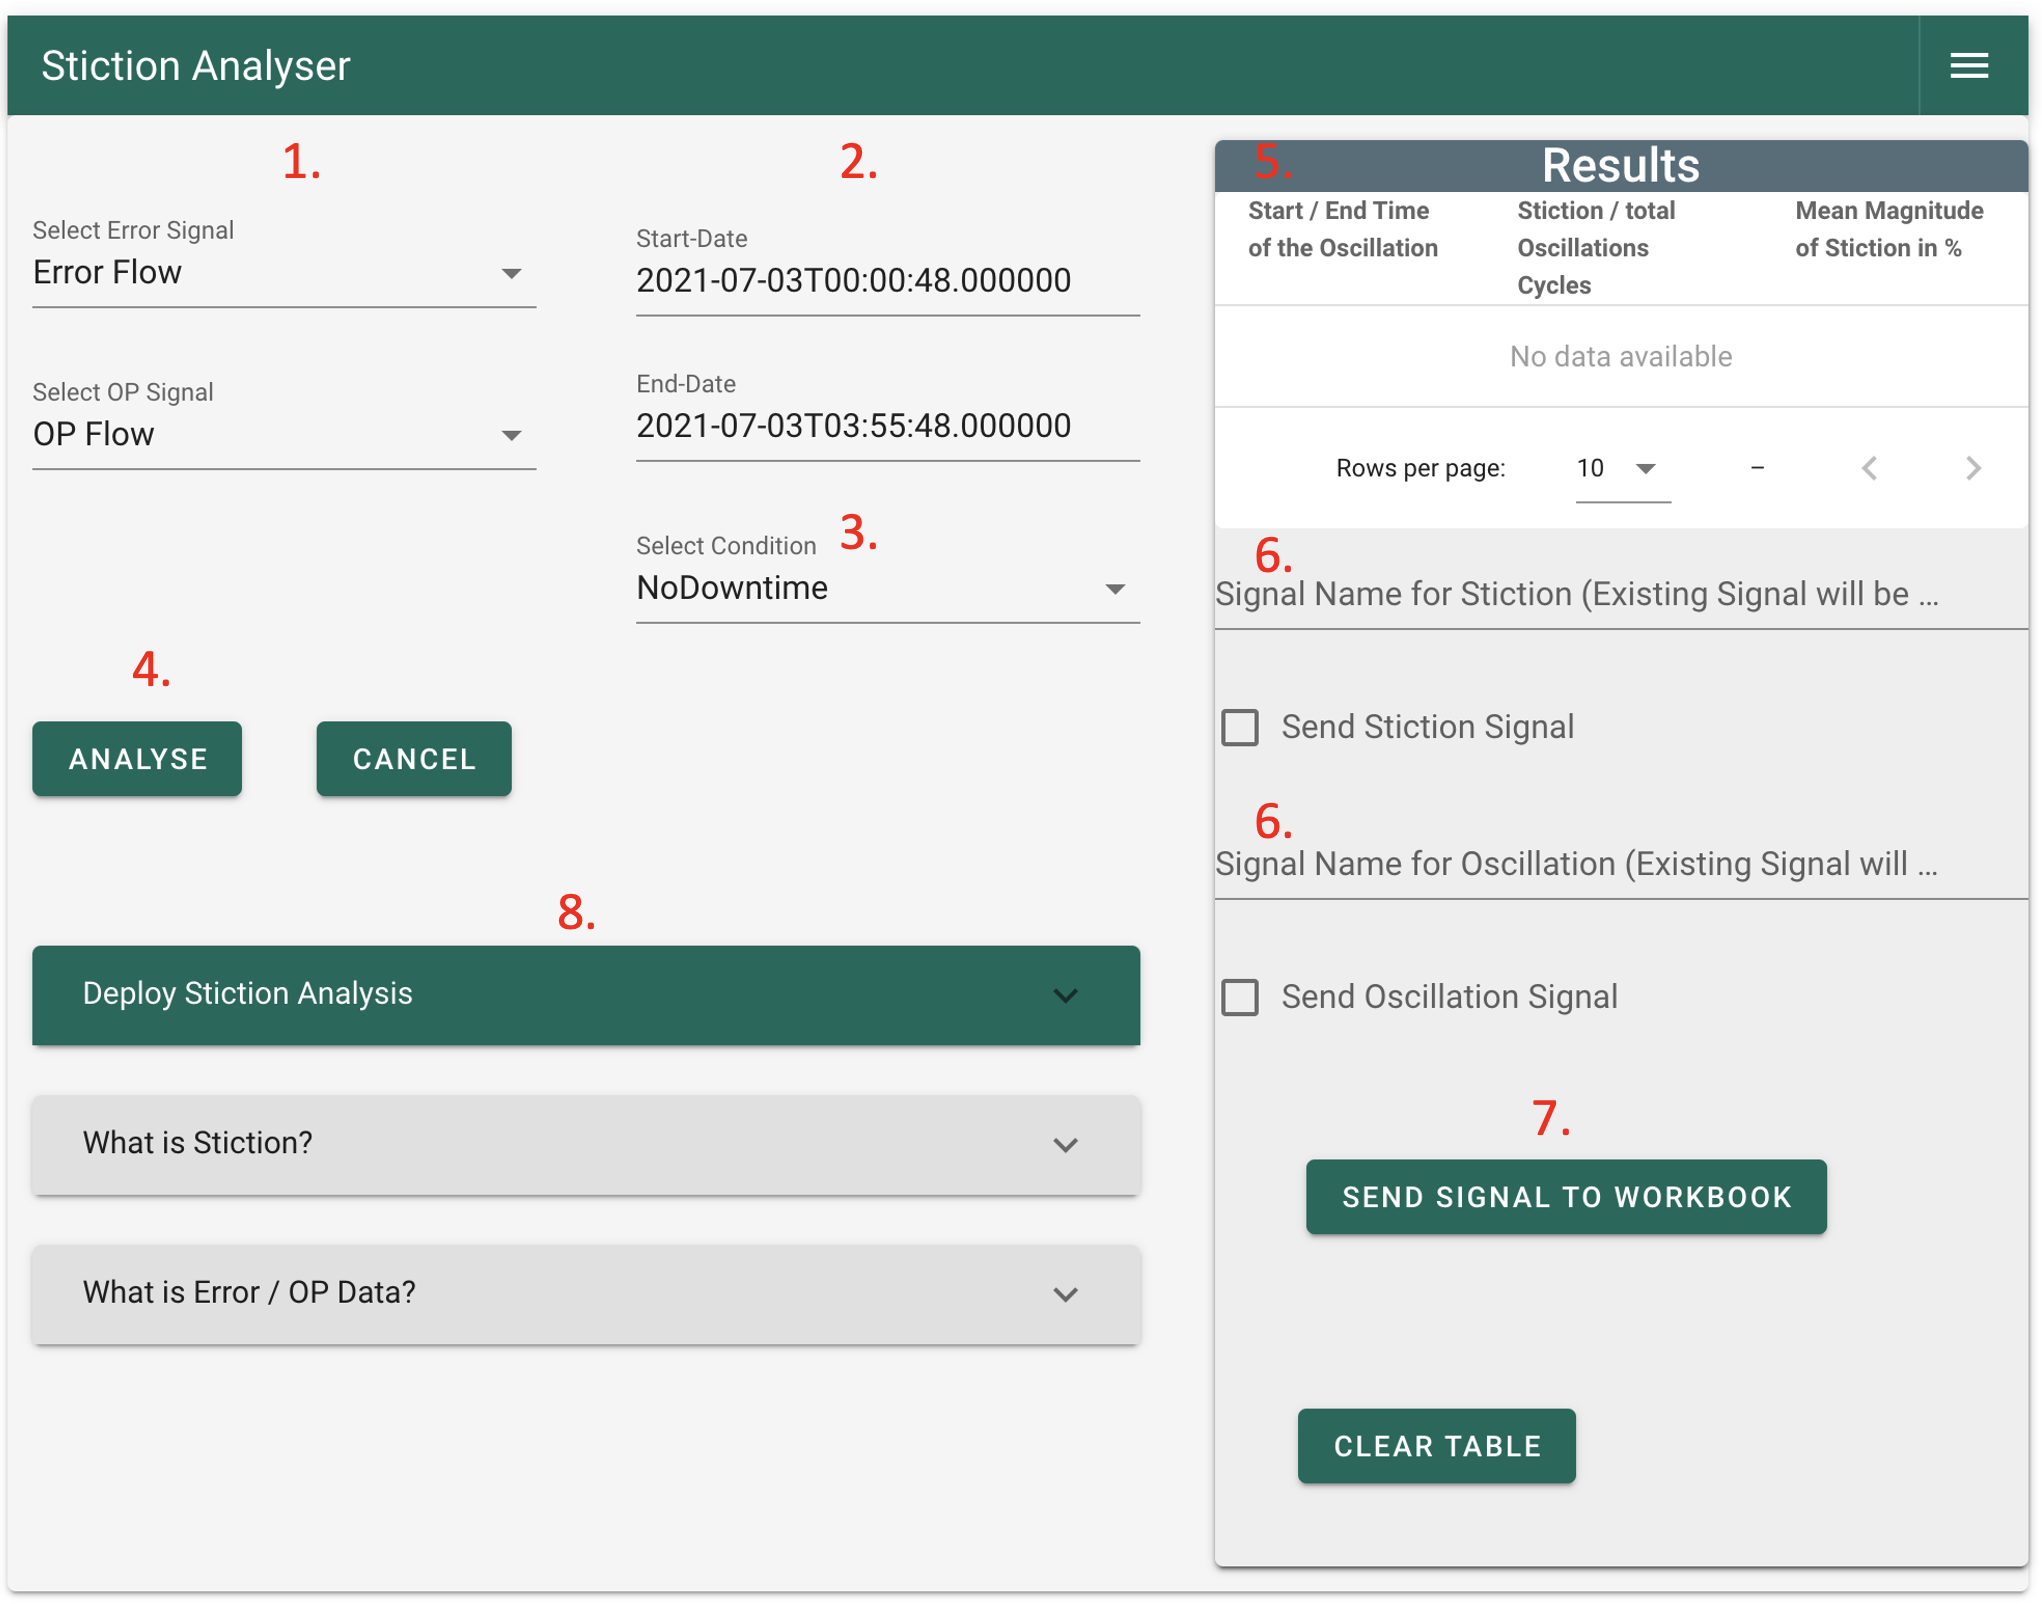 Stiction Analyser
1.
Select Error Signal
Error Flow
Select OP Signal
OP Flow
2.
Start-Date
2021-07-03T00:00:48.000000
End-Date
2021-07-03T03:55:48.000000
3.
Select Condition
NoDowntime
4.
ANALYSE
CANCEL
8.
Deploy Stiction Analysis
What is Stiction?
What is Error / OP Data?
5.
Results
Start / End Time
of the Oscillation
Stiction / total
Oscillations
Cycles
Mean Magnitude
of Stiction in %
No data available
Rows per page: 10 –
6.
Signal Name for Stiction (Existing Signal will be ...
Send Stiction Signal
6.
Signal Name for Oscillation (Existing Signal will ...
Send Oscillation Signal
7.
SEND SIGNAL TO WORKBOOK
CLEAR TABLE